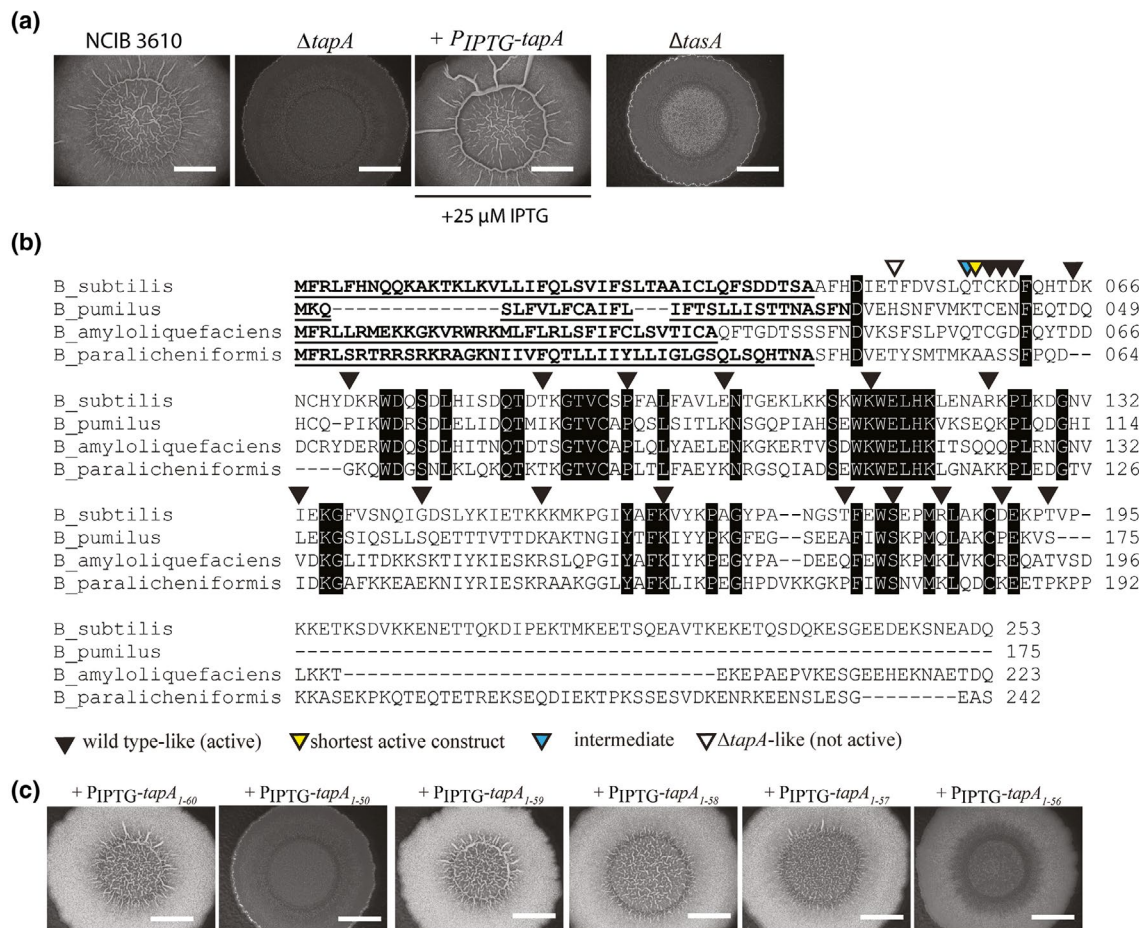 (a)
NCIB 3610 ΔtapA + PIPTG-tapA ΔtasA
+25 µM IPTG
(b)
B_subtilis MFRLFHNQQKAKTKLKVLLIFQLSVIFSLTAAICLQFSDDTSAAFHDIETFDVSLQTCKDFQHTDK 066
B_pumilus MKQ-----------SLFVLFCAIFL---IFTSLLISTTNASFNDVEHSNFVMTCENFEQTDQ 049
B_amyloliquefaciens MFRLLRMEKKGKVRWRKMLFLRLSFIFCLSVTICAQFTGDTSSSFNDVKSFSLPVQTCGDFQYTDD 066
B_paralicheniformis MFRLSRTRRSRKRAGKNIIVFQTLLIIYLLIGLGSQLSQHTNASFHDVETYSMTMKAASSFPQD-- 064
NCHYDKRWDQSDLHISDQTDTKGTVCSPFALFAVLENTGEKLKKSKWKWELHKLENARKPLKDGNV 132
B_subtilis
B_pumilus HCQ-PIKWDRSDLELIDQTMIKGTVCAPQSLSITLKNSGQPIAHSEWKWELHKVKSEQKPLQDGHI 114
B_amyloliquefaciens DCRYDERWDQSDLHITNQTDTSGTVCAPLQLYAELENKGKERTVSDWKWELHKITSQQQPLRNGNV 132
B_paralicheniformis ----GKQWDGSNLKLQKQTKTKGTVCAPLTLFAEYKNRGSQIADSEWKWELHKLGNAKKPLEDGTV 126
B_subtilis IEKGFVSNQIGDSLYKIETKKKMKPGIYAFKVYKPAGYPA--NGSTFEWSEPMRLAKCDEKPTVP- 195
B_pumilus LEKGSIQSLLSQETTTVTTDKAKTNGIYTFKIYYPKGFEG---SEEAFIWSKPMQLAKCPEKVS--- 175
B_amyloliquefaciens VDKGLITDKKSKTIYKIESKRSLQPGIYAFKIYKPEGYPA--DEEQFEWSKPMKLVKCREQATVSD 196
B_paralicheniformis IDKGAFKKEAEKNIYRIESKRAAKGGLYAFKLIKPEGHPDVKKGKPFIWSNVMKLQDCKEETPKPP 192
B_subtilis KKETKSDVKKENETTQKDIPEKTMKEETSQEAVTKEKETQSDQKESGEEDEKSNEADQ 253
B_pumilus ---------------------------------------------------------- 175
B_amyloliquefaciens LKKT------------------------------EKEPAEPVKESGEEHEKNAETDQ 223
B_paralicheniformis KKASEKPKQTEQTETREKSEQDIEKTPKSSESVDKENRKEENSLESG--------EAS 242
wild type-like (active) shortest active construct intermediate ΔtapA-like (not active)
(c)
+ PIPTG-tapA1-60 + PIPTG-tapA1-50 + PIPTG-tapA1-59 + PIPTG-tapA1-58 + PIPTG-tapA1-57 + PIPTG-tapA1-56